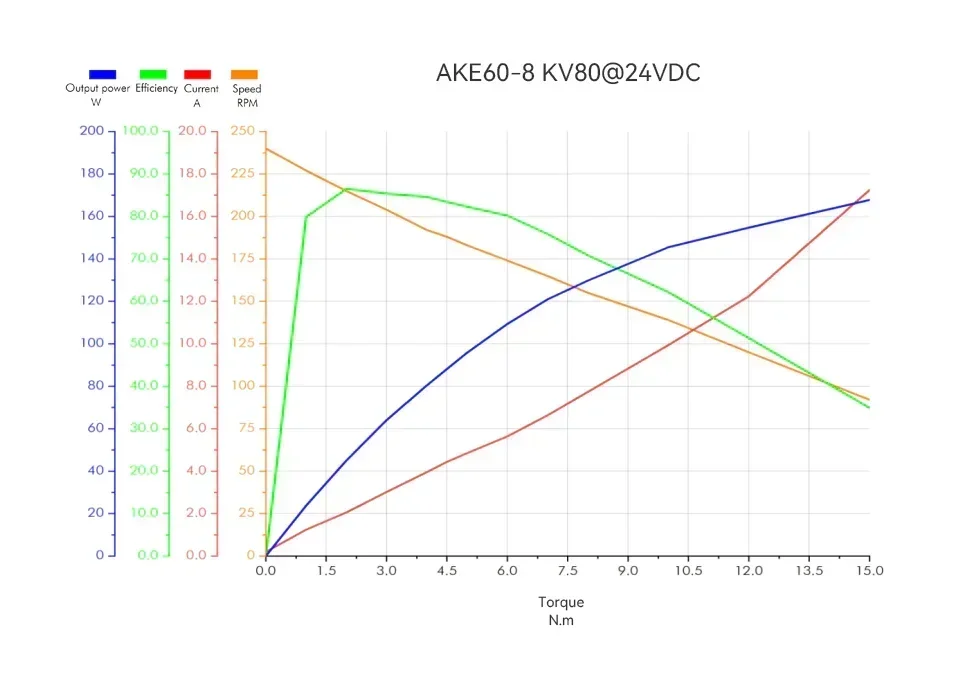 AKE60-8 KV80@24VDC
Output power Efficiency Current Speed
W A RPM
200 100.0 20.0 250
180 90.0 18.0 225
160 80.0 16.0 200
140 70.0 14.0 175
120 60.0 12.0 150
100 50.0 10.0 125
80 40.0 8.0 100
60 30.0 6.0 75
40 20.0 4.0 50
20 10.0 2.0 25
0 0.0 0.0 0
0.0 1.5 3.0 4.5 6.0 7.5 9.0 10.5 12.0 13.5 15.0
Torque
N.m